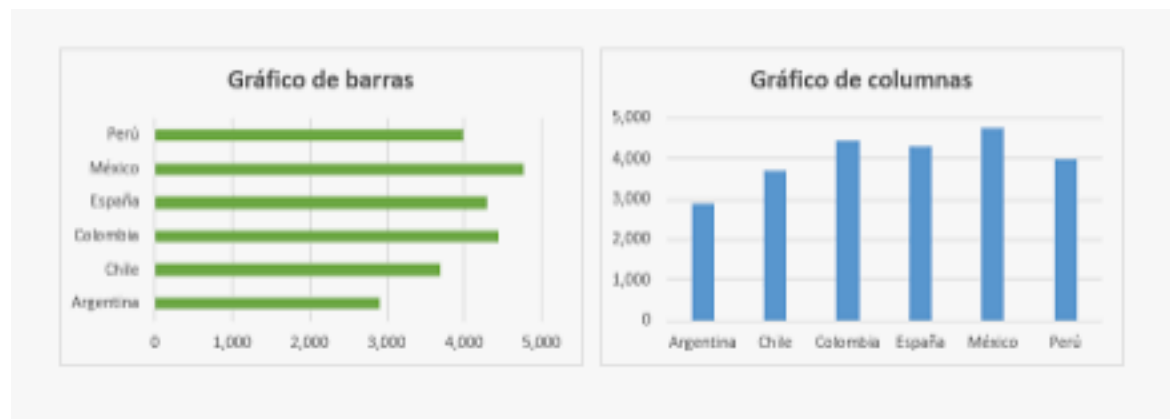 Gráfico de barras
Perú
México
España
Colombia
Chile
Argentina
0 1,000 2,000 3,000 4,000 5,000
Gráfico de columnas
5,000
4,000
3,000
2,000
1,000
0
Argentina Chile Colombia España México Perú